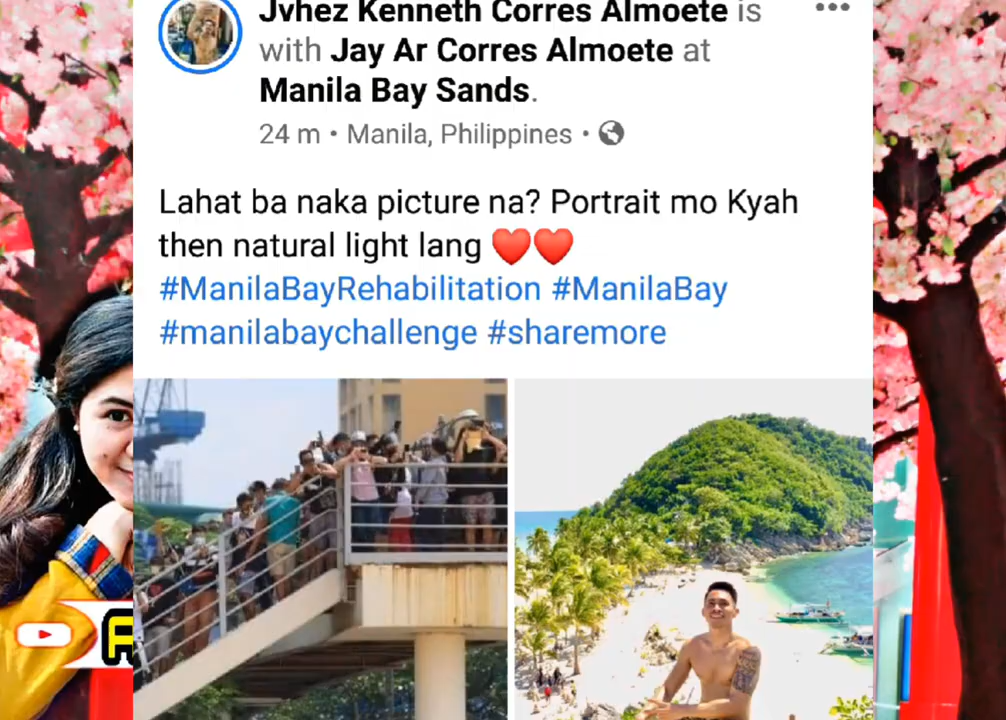 Jvhez Kenneth Corres Almoete is
with Jay Ar Corres Almoete at
Manila Bay Sands.
24 m • Manila, Philippines •
Lahat ba naka picture na? Portrait mo Kyah
then natural light lang ❤️❤️
#ManilaBayRehabilitation #ManilaBay
#manilabaychallenge #sharemore